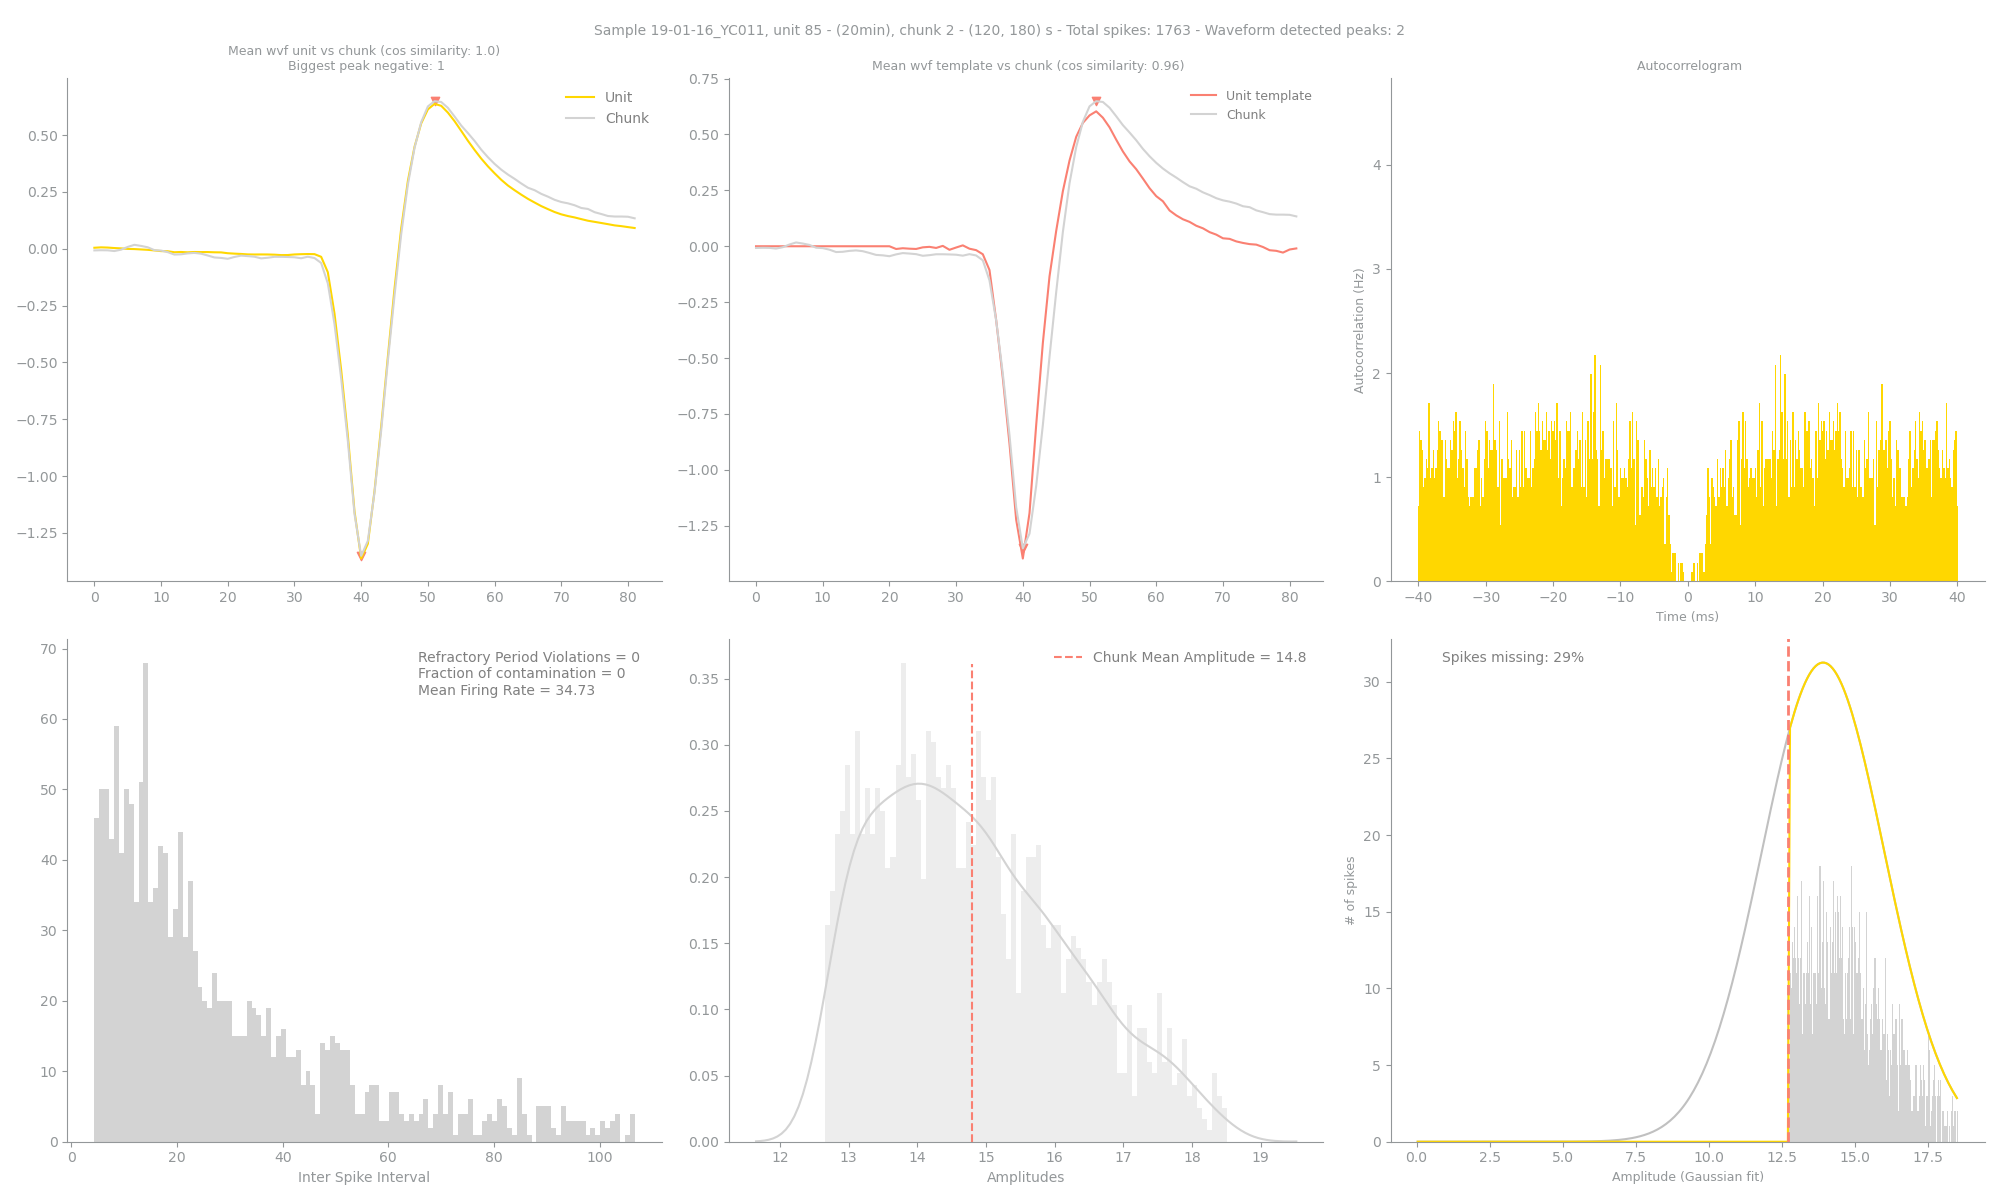 Sample 19-01-16_YC011, unit 85 - (20min), chunk 2 - (120, 180) s - Total spikes: 1763 - Waveform detected peaks: 2
Mean wvf unit vs chunk (cos similarity: 1.0)
Biggest peak negative: 1
Unit
Chunk
0.50
0.25
0.00
−0.25
−0.50
−0.75
−1.00
−1.25
0 10 20 30 40 50 60 70 80
Mean wvf template vs chunk (cos similarity: 0.96)
Unit template
Chunk
0.75
0.50
0.25
0.00
−0.25
−0.50
−0.75
−1.00
−1.25
0 10 20 30 40 50 60 70 80
Autocorrelogram
Autocorrelation (Hz)
4
3
2
1
0
−40 −30 −20 −10 0 10 20 30 40
Time (ms)
Refractory Period Violations = 0
Fraction of contamination = 0
Mean Firing Rate = 34.73
70
60
50
40
30
20
10
0
0 20 40 60 80 100
Inter Spike Interval
Chunk Mean Amplitude = 14.8
0.35
0.30
0.25
0.20
0.15
0.10
0.05
0.00
12 13 14 15 16 17 18 19
Amplitudes
Spikes missing: 29%
# of spikes
30
25
20
15
10
5
0
0.0 2.5 5.0 7.5 10.0 12.5 15.0 17.5
Amplitude (Gaussian fit)